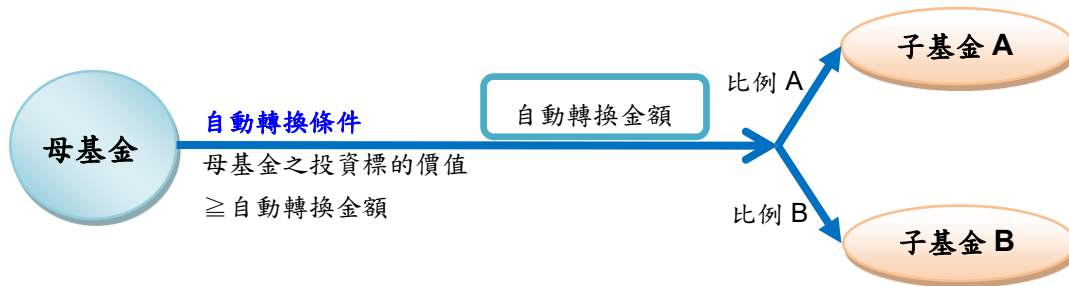 子基金 A
比例 A
自動轉換金額
自動轉換條件
母基金
母基金之投資標的價值
≧自動轉換金額
比例 B
子基金 B